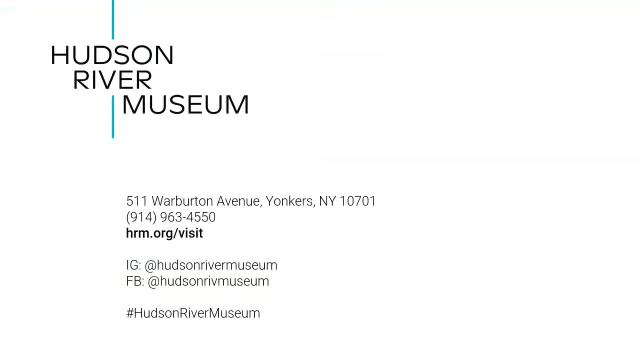 HUDSON
RIVER
MUSEUM
511 Warburton Avenue, Yonkers, NY 10701
(914) 963-4550
hrm.org/visit
IG: @hudsonrivermuseum
FB: @hudsonrivmuseum
#HudsonRiverMuseum